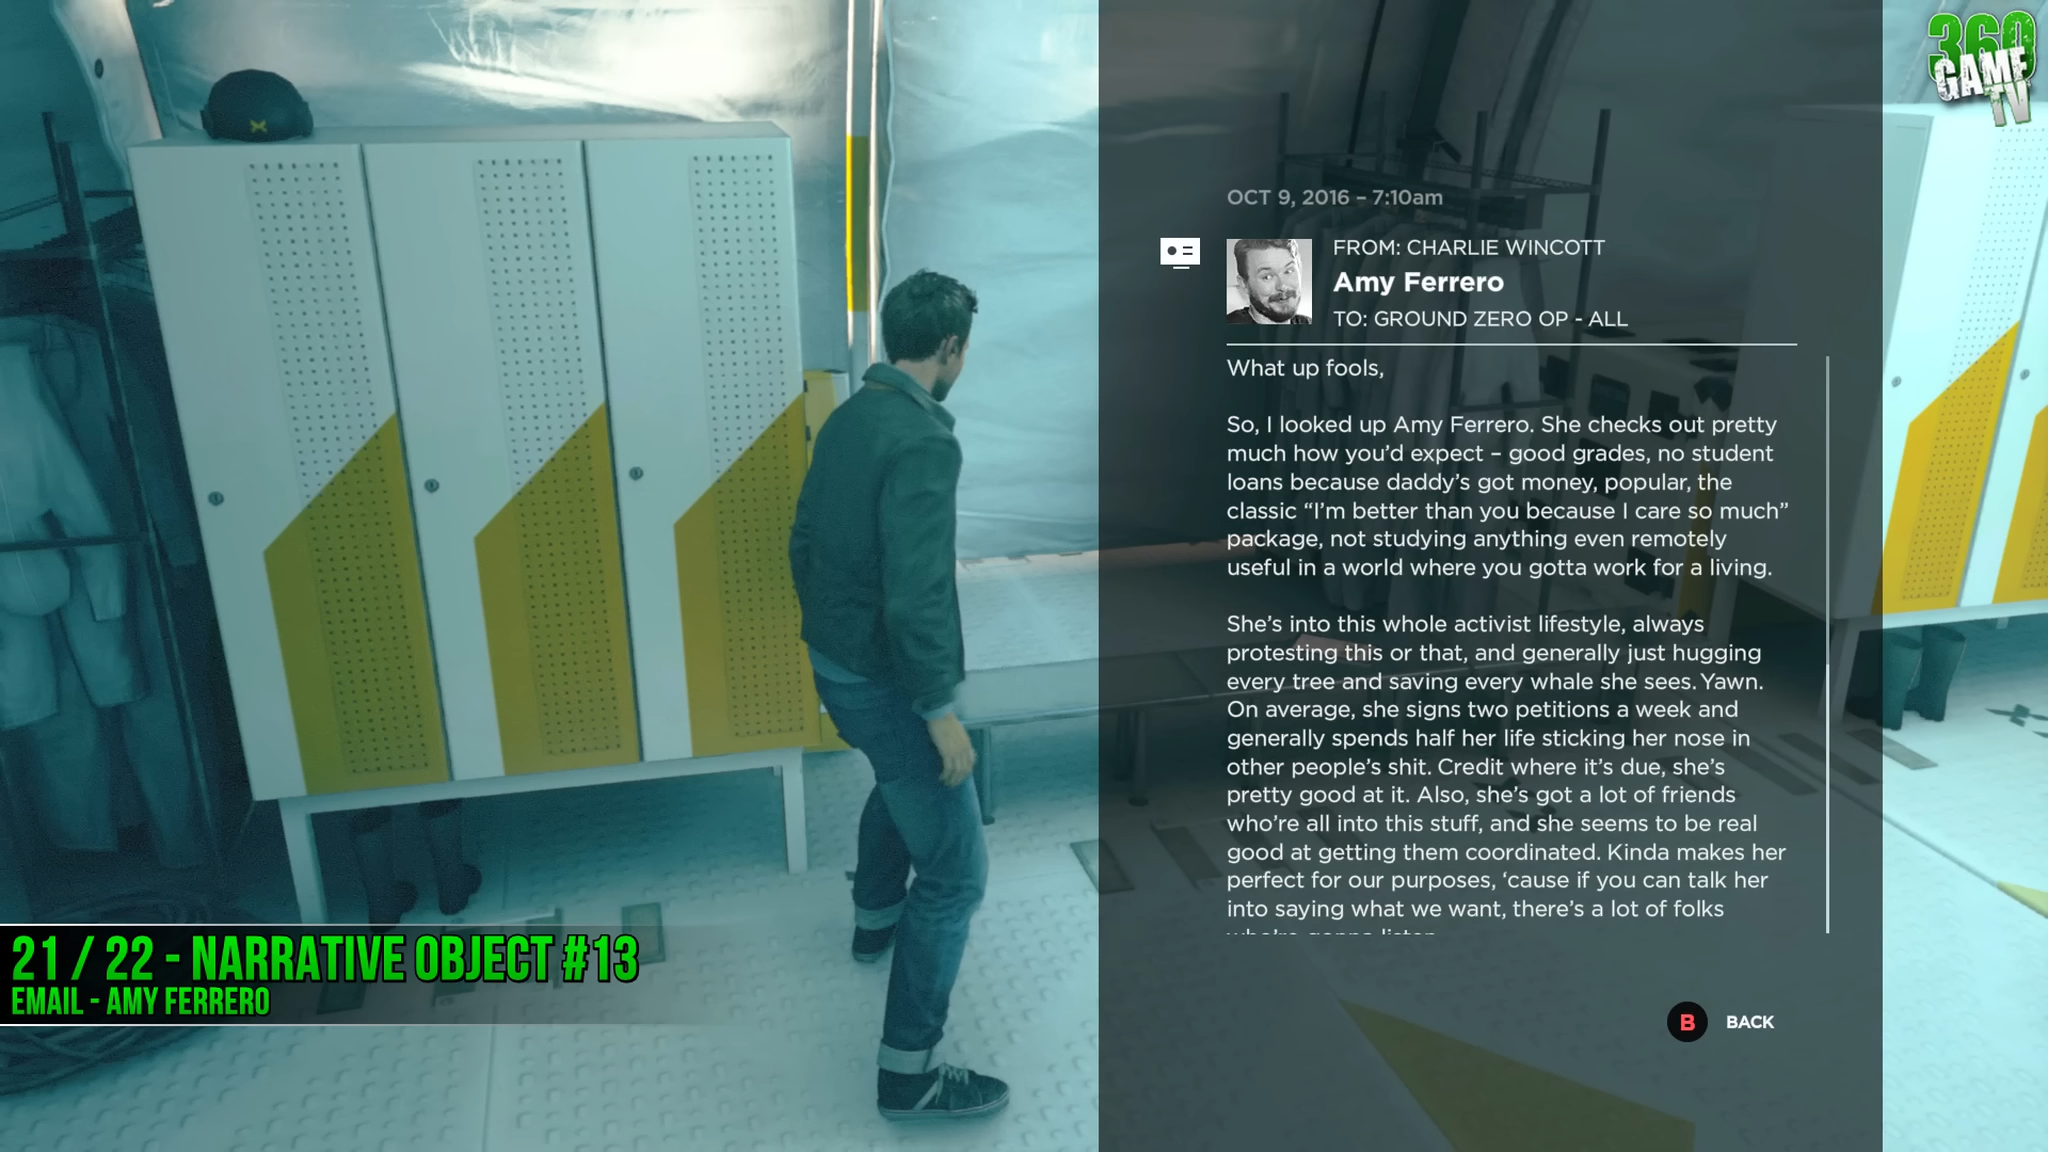 360
GAME
TV
OCT 9, 2016 – 7:10am
FROM: CHARLIE WINCOTT
Amy Ferrero
TO: GROUND ZERO OP - ALL
What up fools,
So, I looked up Amy Ferrero. She checks out pretty
much how you’d expect – good grades, no student
loans because daddy’s got money, popular, the
classic “I’m better than you because I care so much”
package, not studying anything even remotely
useful in a world where you gotta work for a living.
She’s into this whole activist lifestyle, always
protesting this or that, and generally just hugging
every tree and saving every whale she sees. Yawn.
On average, she signs two petitions a week and
generally spends half her life sticking her nose in
other people’s shit. Credit where it’s due, she’s
pretty good at it. Also, she’s got a lot of friends
who’re all into this stuff, and she seems to be real
good at getting them coordinated. Kinda makes her
perfect for our purposes, ‘cause if you can talk her
into saying what we want, there’s a lot of folks
who’re gonna listen
B BACK
21 / 22 - NARRATIVE OBJECT #13
EMAIL - AMY FERRERO